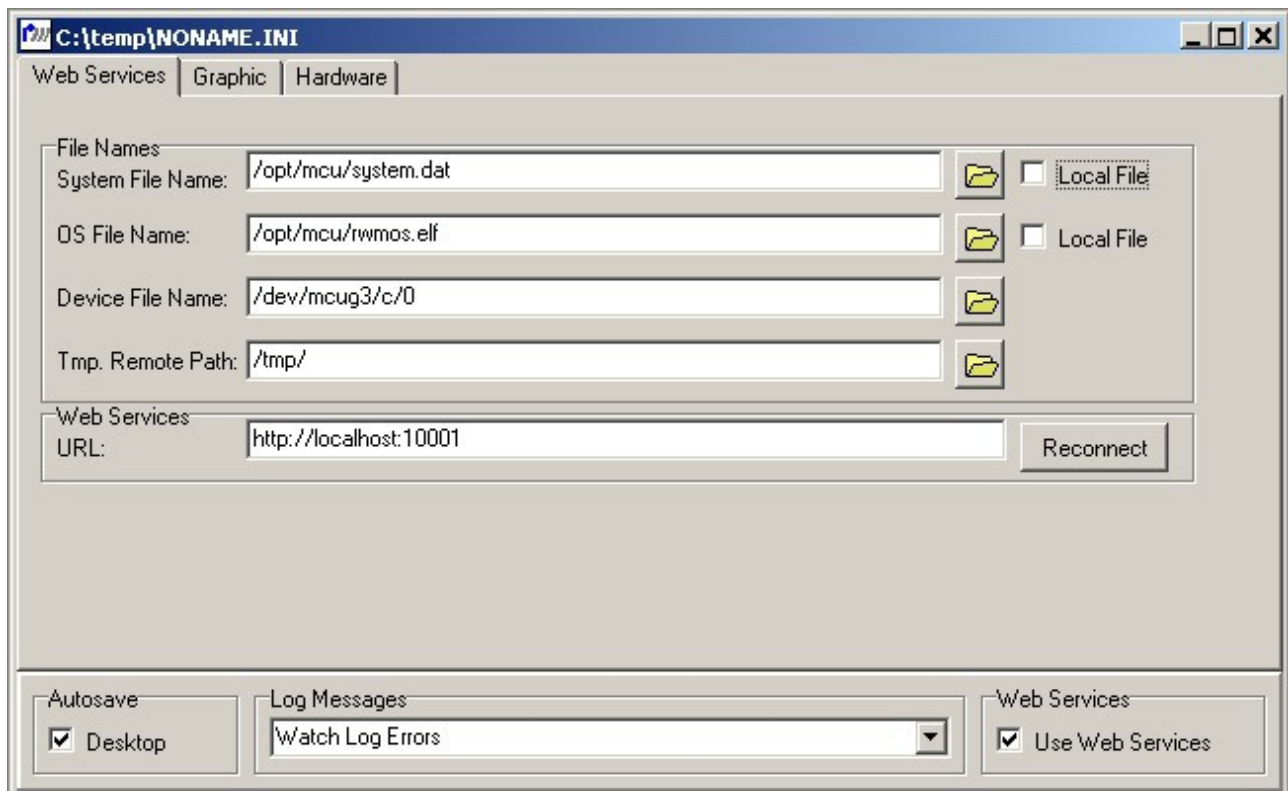 C:\temp\NONAME.INI
Web Services Graphic Hardware
File Names
System File Name: /opt/mcu/system.dat Local File
OS File Name: /opt/mcu/rwmos.elf Local File
Device File Name: /dev/mcug3/c/0
Tmp. Remote Path: /tmp/
Web Services
URL: http://localhost:10001 Reconnect
Autosave Log Messages Web Services
Desktop Watch Log Errors Use Web Services